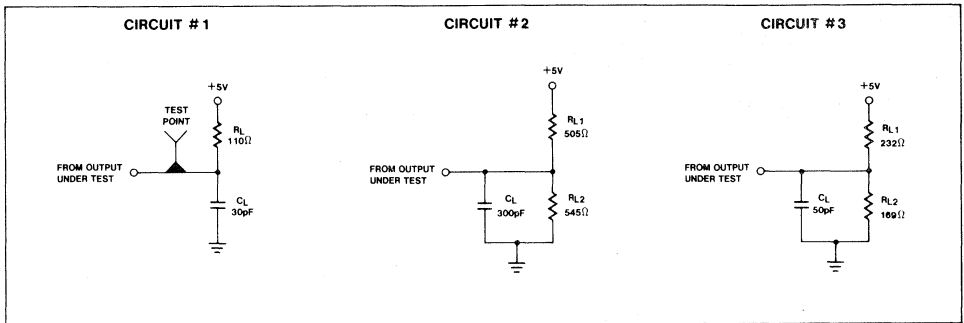 CIRCUIT #1
+5V
TEST
POINT
RL
110Ω
FROM OUTPUT
UNDER TEST
CL
30pF
CIRCUIT #2
+5V
RL1
505Ω
FROM OUTPUT
UNDER TEST
CL
300pF
RL2
545Ω
CIRCUIT #3
+5V
RL1
232Ω
FROM OUTPUT
UNDER TEST
CL
50pF
RL2
169Ω